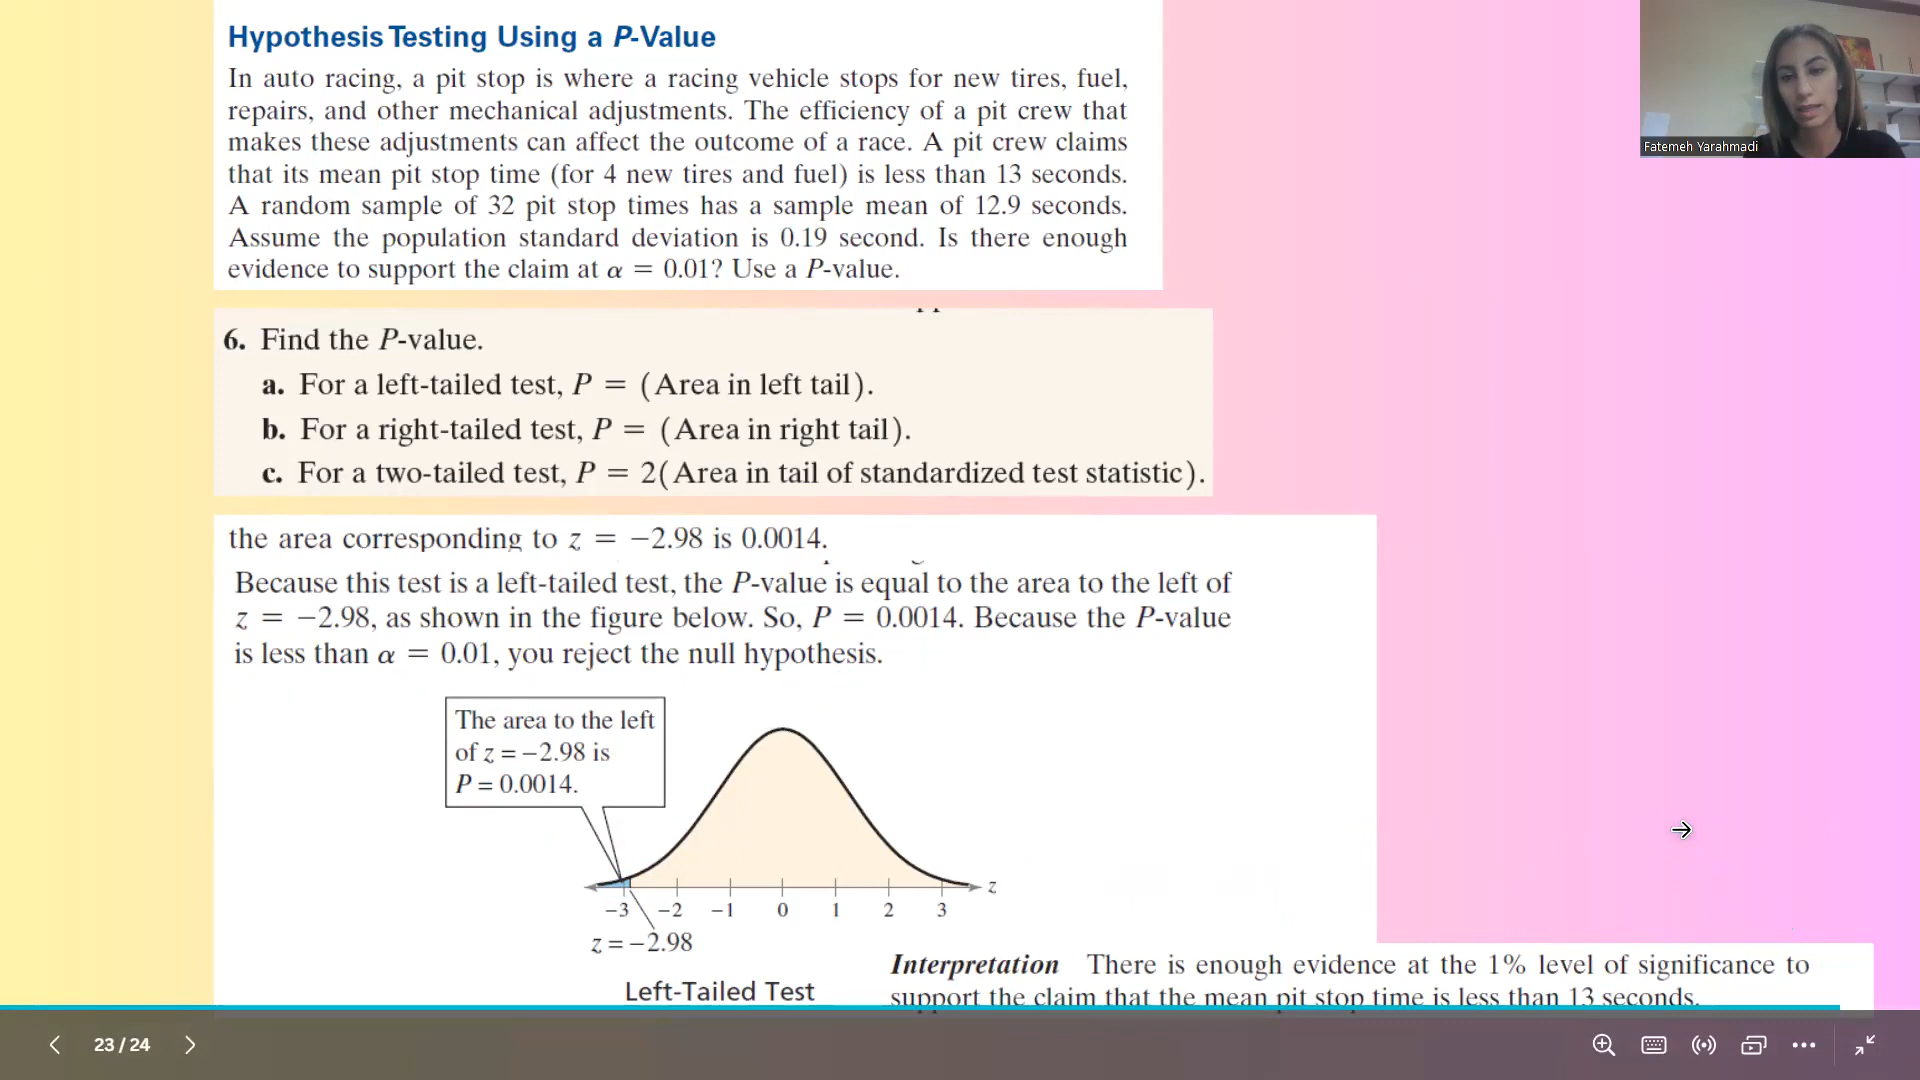 Hypothesis Testing Using a P-Value
In auto racing, a pit stop is where a racing vehicle stops for new tires, fuel,
repairs, and other mechanical adjustments. The efficiency of a pit crew that
makes these adjustments can affect the outcome of a race. A pit crew claims
that its mean pit stop time (for 4 new tires and fuel) is less than 13 seconds.
A random sample of 32 pit stop times has a sample mean of 12.9 seconds.
Assume the population standard deviation is 0.19 second. Is there enough
evidence to support the claim at α = 0.01? Use a P-value.
Fatemeh Yarahmadi
6. Find the P-value.
a. For a left-tailed test, P = (Area in left tail).
b. For a right-tailed test, P = (Area in right tail).
c. For a two-tailed test, P = 2(Area in tail of standardized test statistic).
the area corresponding to z = −2.98 is 0.0014.
Because this test is a left-tailed test, the P-value is equal to the area to the left of
z = −2.98, as shown in the figure below. So, P = 0.0014. Because the P-value
is less than α = 0.01, you reject the null hypothesis.
The area to the left
of z = −2.98 is
P = 0.0014.
z
−3 −2 −1 0 1 2 3
z = −2.98
Left-Tailed Test
Interpretation There is enough evidence at the 1% level of significance to
support the claim that the mean pit stop time is less than 13 seconds.
23 / 24